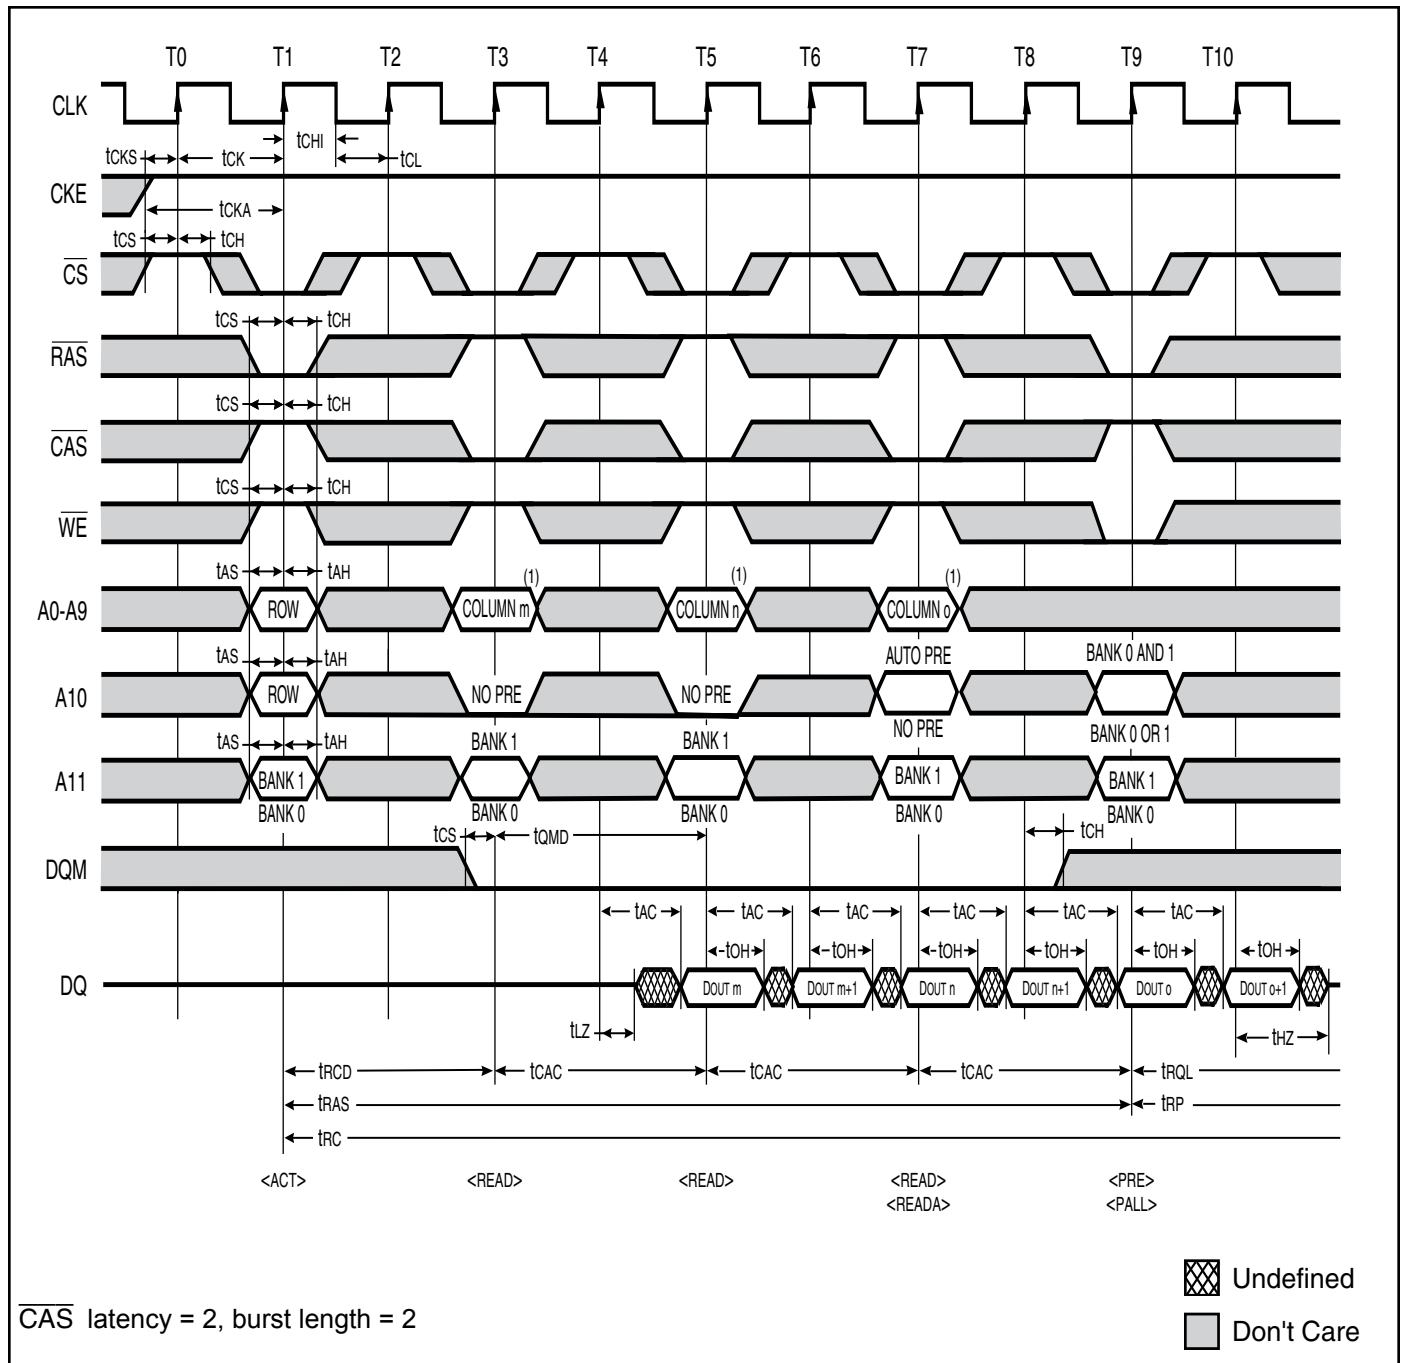 T0 T1 T2 T3 T4 T5 T6 T7 T8 T9 T10
CLK
tCHI
tCKS tCK tCL
CKE
tCKA
tCS tCH
CS
tCS tCH
RAS
tCS tCH
CAS
tCS tCH
WE
tAS tAH (1) (1) (1)
A0-A9 ROW COLUMN m COLUMN n COLUMN o
tAS tAH AUTO PRE BANK 0 AND 1
A10 ROW NO PRE NO PRE
NO PRE BANK 0 OR 1
tAS tAH BANK 1 BANK 1
A11 BANK 1 BANK 1 BANK 1
BANK 0 BANK 0 BANK 0 BANK 0 BANK 0
tCS tQMD tCH
DQM
tAC tAC tAC tAC tAC tAC
tOH tOH tOH tOH tOH tOH
DQ DOUT m DOUT m+1 DOUT n DOUT n+1 DOUT o DOUT o+1
tLZ tHZ
tRCD tCAC tCAC tCAC tRQL
tRAS tRP
tRC
<ACT> <READ> <READ> <READ> <PRE>
<READA> <PALL>
Undefined
CAS latency = 2, burst length = 2
Don't Care